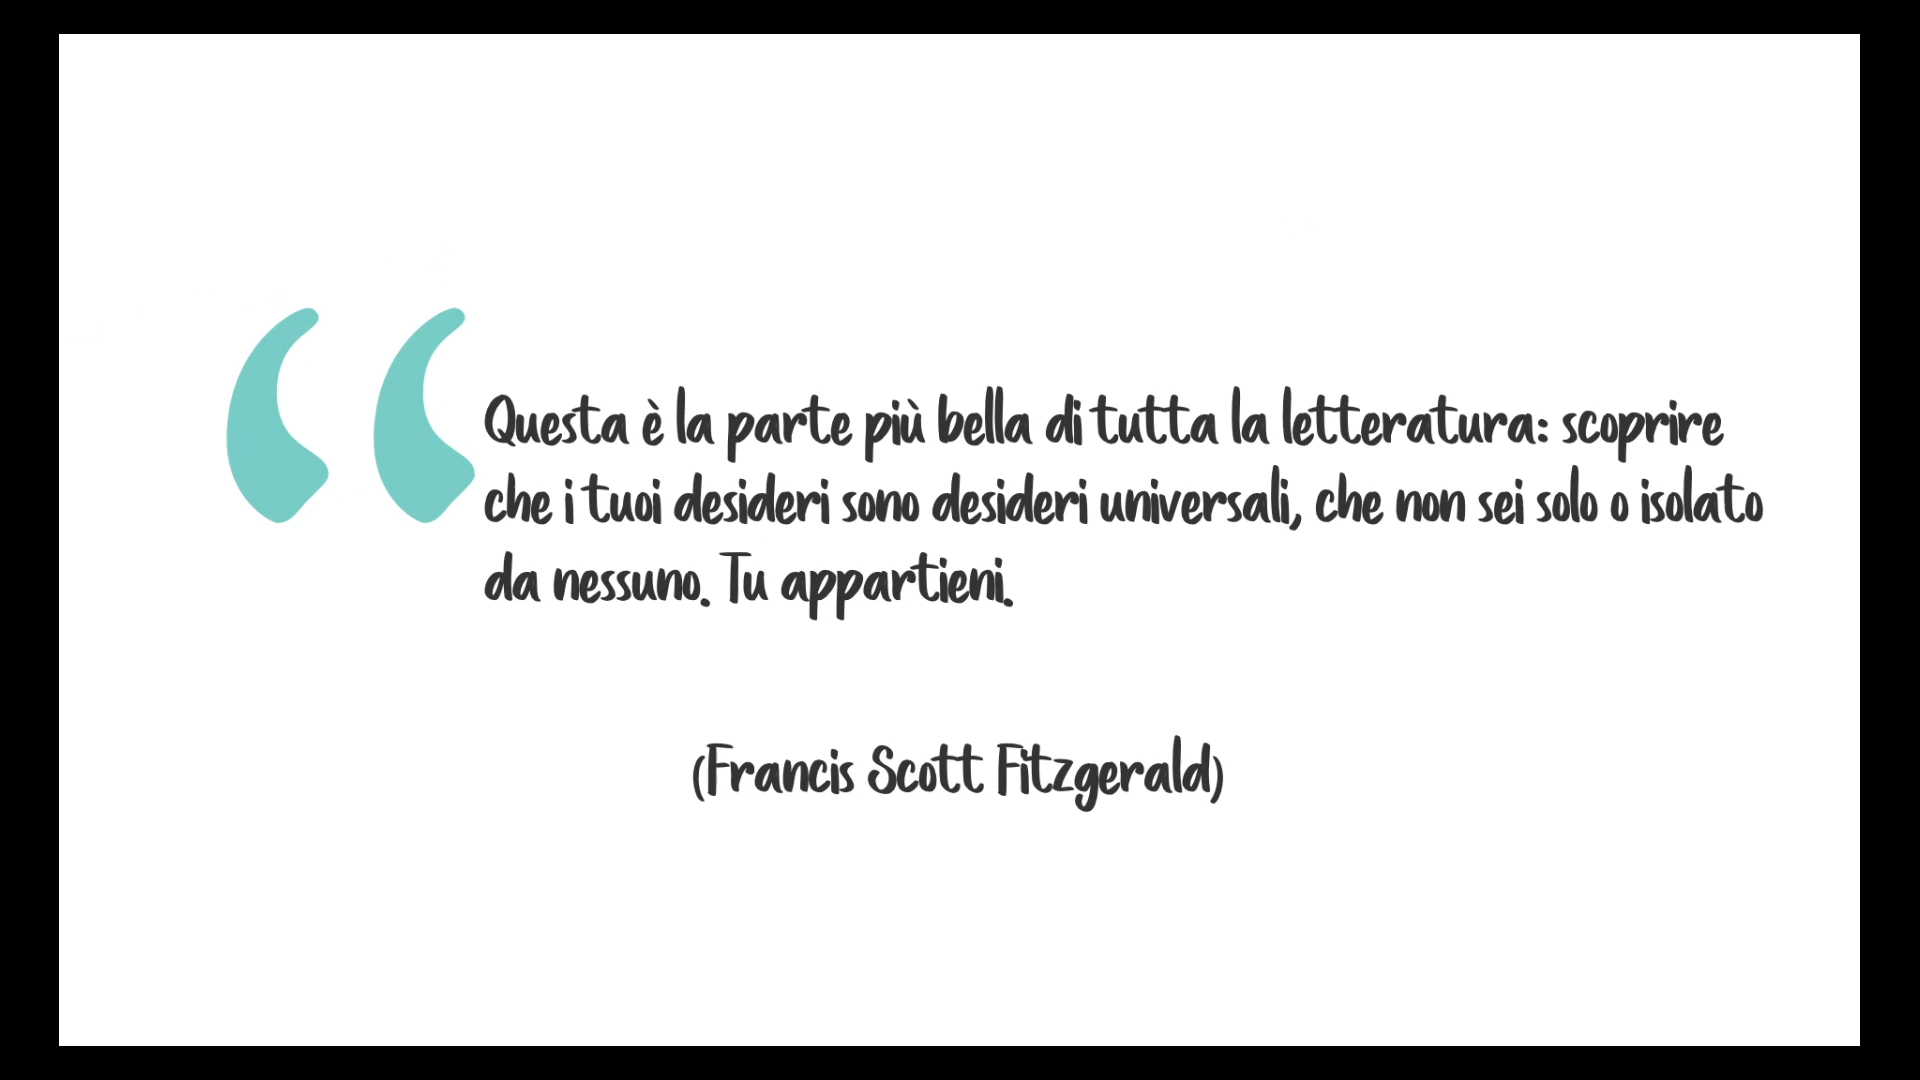 Questa è la parte più bella di tutta la letteratura: scoprire
che i tuoi desideri sono desideri universali, che non sei solo o isolato
da nessuno. Tu appartieni.
(Francis Scott Fitzgerald)